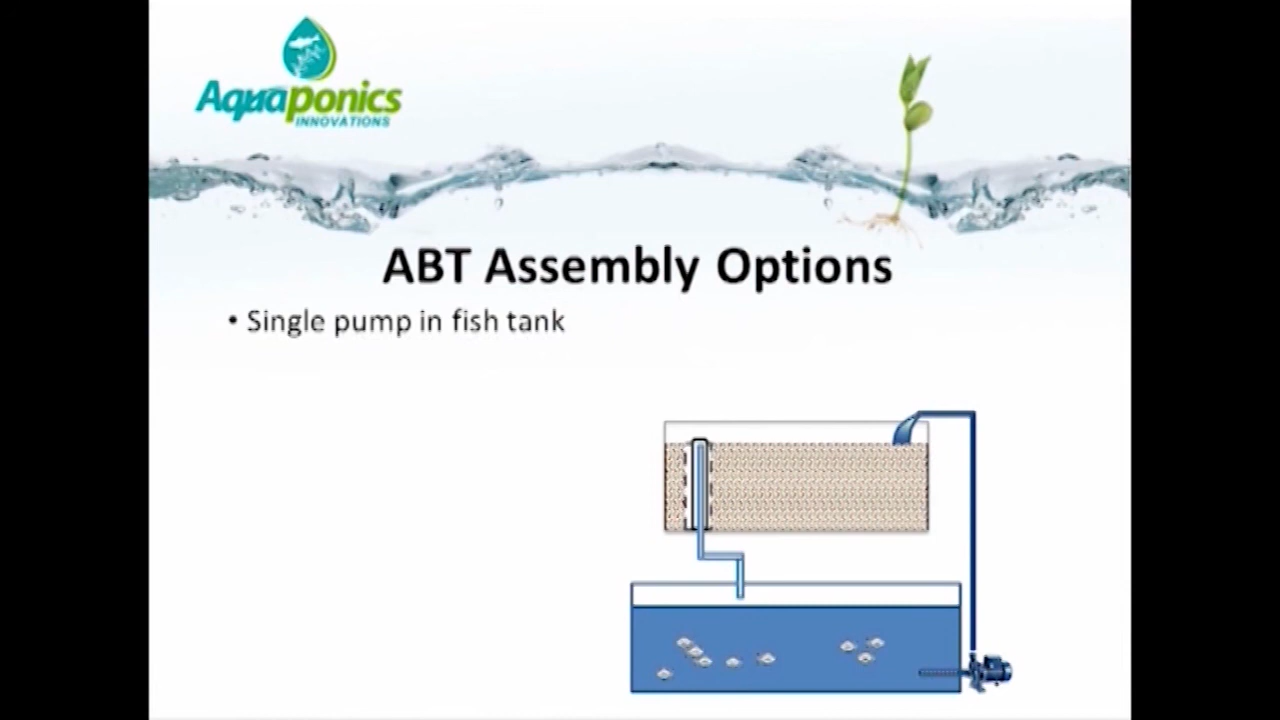 Aquaponics
INNOVATIONS
ABT Assembly Options
• Single pump in fish tank